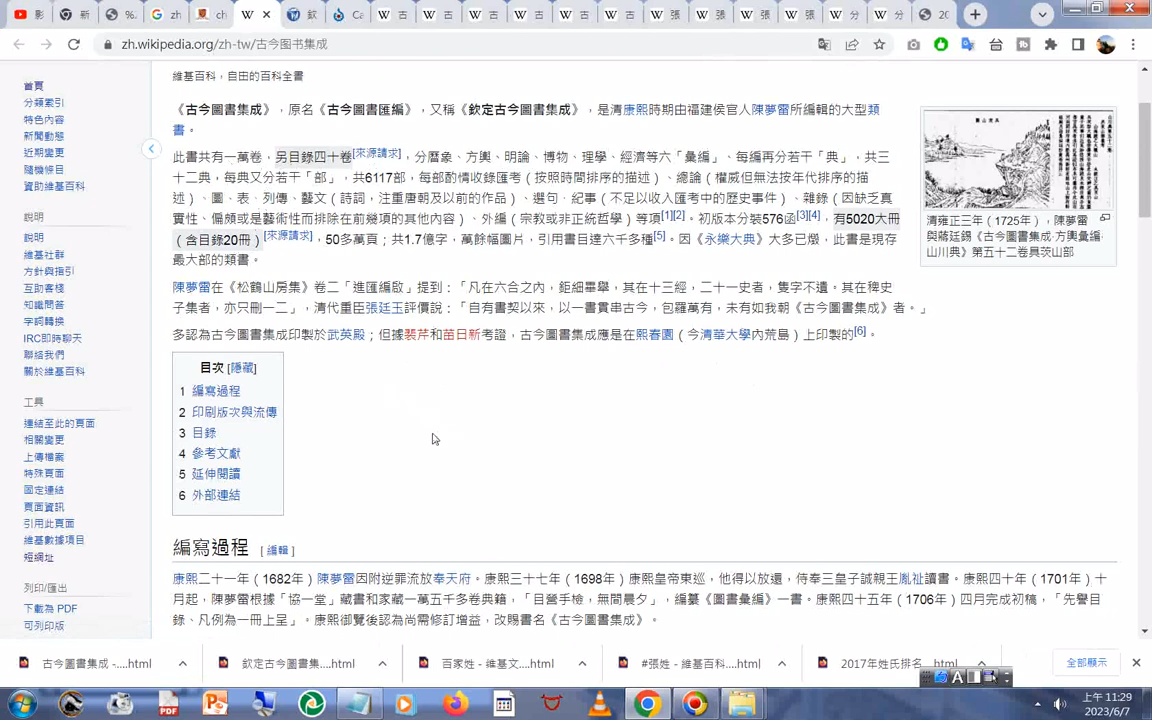 zh.wikipedia.org/zh-tw/古今图书集成
維基百科，自由的百科全書
首頁
分類索引
特色內容
新聞動態
近期變更
隨機條目
資助維基百科
說明
說明
維基社群
方針與指引
互助客棧
知識問答
字詞轉換
IRC即時聊天
聯絡我們
關於維基百科
工具
連結至此的頁面
相關變更
上傳檔案
特殊頁面
固定連結
頁面資訊
引用此頁面
維基數據項目
短網址
列印/匯出
下載為 PDF
可列印版
《古今圖書集成》，原名《古今圖書匯編》，又稱《欽定古今圖書集成》，是清康熙時期由福建侯官人陳夢雷所編輯的大型類
書。
此書共有一萬卷，另目錄四十卷[來源請求]，分曆象、方輿、明論、博物、理學、經濟等六「彙編」、每編再分若干「典」，共三
十二典，每典又分若干「部」，共6117部，每部酌情收錄匯考（按照時間排序的描述）、總論（權威但無法按年代排序的描
述）、圖、表、列傳、藝文（詩詞，注重唐朝及以前的作品）、選句、紀事（不足以收入匯考中的歷史事件）、雜錄（因缺乏真
實性、偏頗或是藝術性而排除在前幾項的其他內容）、外編（宗教或非正統哲學）等項[1][2]。初版本分裝576函[3][4]，有5020大冊
（含目錄20冊）[來源請求]，50多萬頁；共1.7億字，萬餘幅圖片，引用書目達六千多種[5]。因《永樂大典》大多已燬，此書是現存
最大部的類書。
陳夢雷在《松鶴山房集》卷二「進匯編啟」提到：「凡在六合之內，鉅細畢舉，其在十三經，二十一史者，隻字不遺。其在稗史
子集者，亦只刪一二」，清代重臣張廷玉評價說：「自有書契以來，以一書貫串古今，包羅萬有，未有如我朝《古今圖書集成》者。」
多認為古今圖書集成印製於武英殿；但據裴芹和苗日新考證，古今圖書集成應是在熙春園（今清華大學內荒島）上印製的[6]。
清雍正三年（1725年），陳夢雷
與蔣廷錫《古今圖書集成·方輿彙編·
山川典》第五十二卷具茨山部
目次 [隱藏]
1 編寫過程
2 印刷版次與流傳
3 目錄
4 參考文獻
5 延伸閱讀
6 外部連結
編寫過程 [ 編輯 ]
康熙二十一年（1682年）陳夢雷因附逆罪流放奉天府。康熙三十七年（1698年）康熙皇帝東巡，他得以放還，侍奉三皇子誠親王胤祉讀書。康熙四十年（1701年）十
月起，陳夢雷根據「協一堂」藏書和家藏一萬五千多卷典籍，「目營手檢，無間晨夕」，編纂《圖書彙編》一書。康熙四十五年（1706年）四月完成初稿，「先謄目
錄、凡例為一冊上呈」。康熙御覽後認為尚需修訂增益，改賜書名《古今圖書集成》。
古今圖書集成 -....html
欽定古今圖書集....html
百家姓 - 維基文....html
#張姓 - 維基百科....html
2017年姓氏排名....html
全部顯示
上午 11:29
2023/6/7